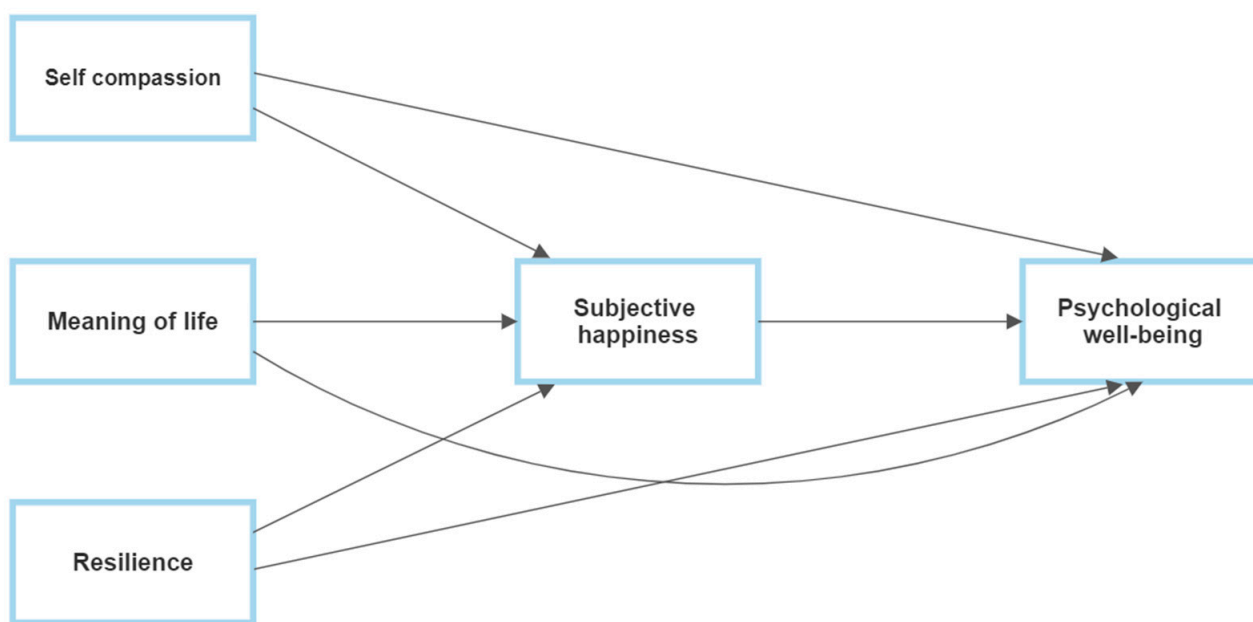 Self compassion
Meaning of life
Subjective
happiness
Psychological
well-being
Resilience